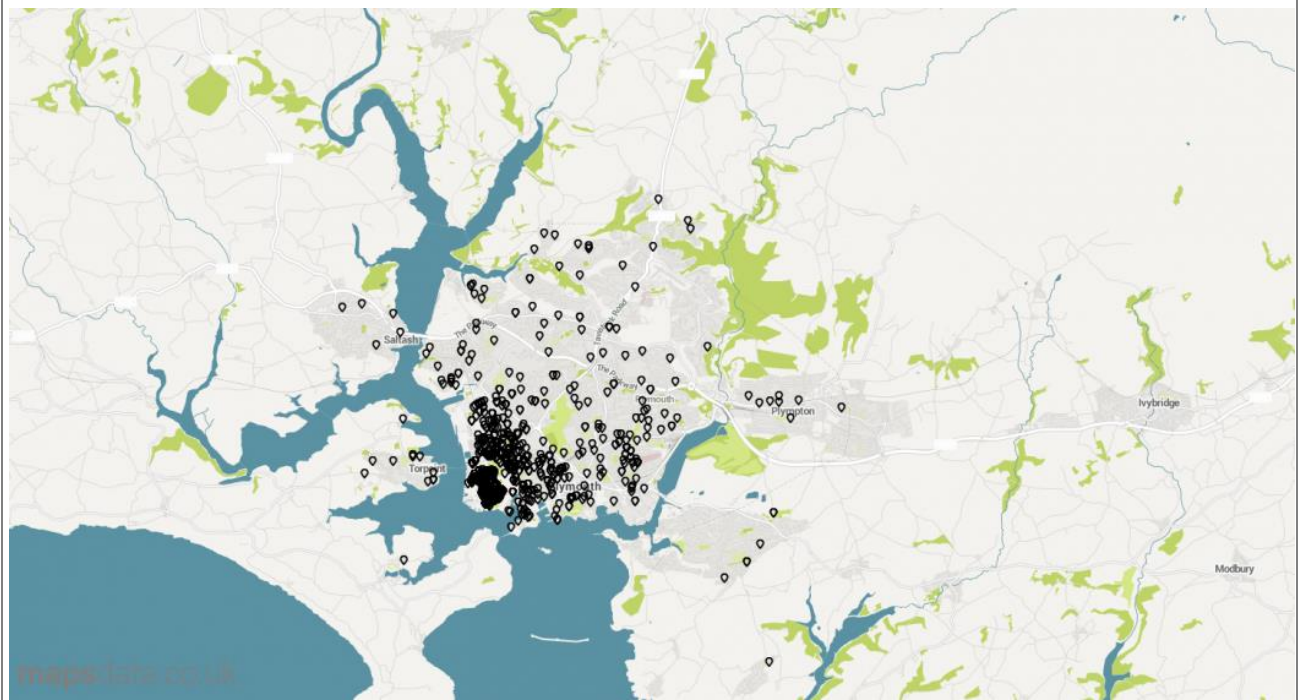 Saltash
The Parkway
Tavistock Road
The Parkway
Plymouth
Plympton
Ivybridge
Torpoint
Plymouth
Modbury
mapsdata.co.uk